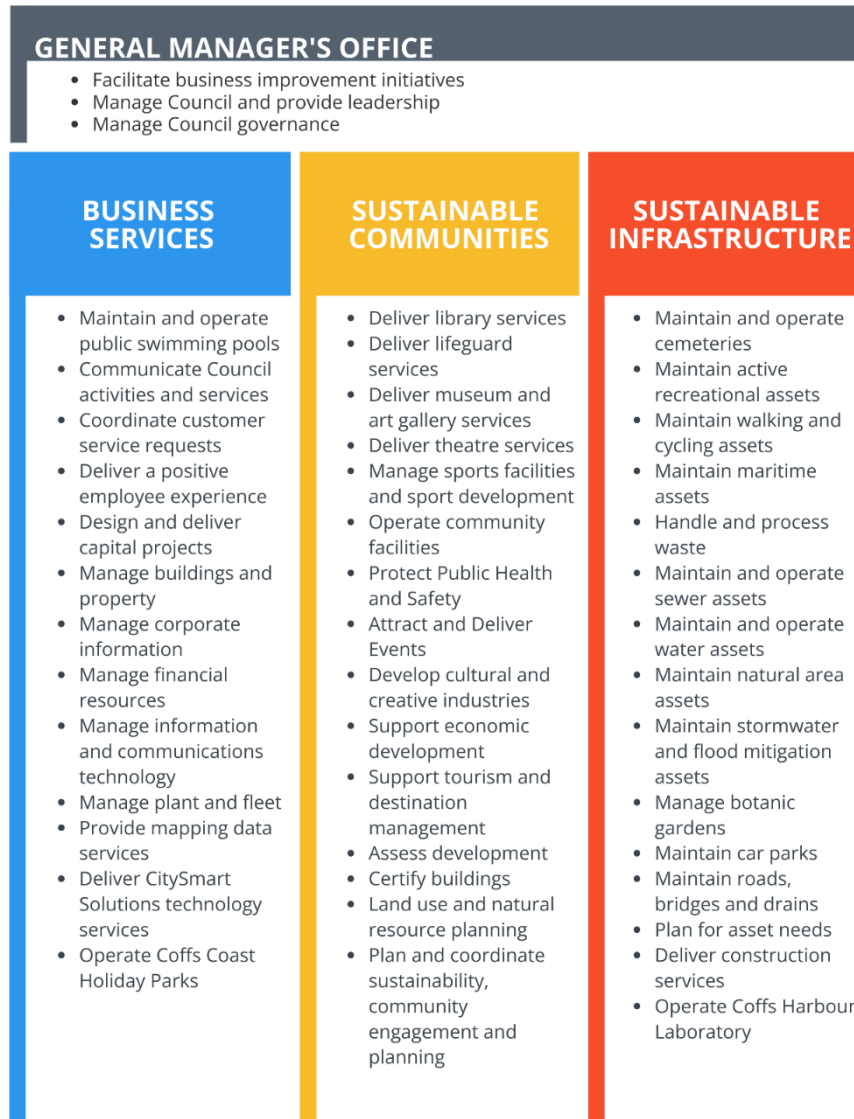 GENERAL MANAGER'S OFFICE
• Facilitate business improvement initiatives
• Manage Council and provide leadership
• Manage Council governance
BUSINESS
SERVICES
• Maintain and operate
public swimming pools
• Communicate Council
activities and services
• Coordinate customer
service requests
• Deliver a positive
employee experience
• Design and deliver
capital projects
• Manage buildings and
property
• Manage corporate
information
• Manage financial
resources
• Manage information
and communications
technology
• Manage plant and fleet
• Provide mapping data
services
• Deliver CitySmart
Solutions technology
services
• Operate Coffs Coast
Holiday Parks
SUSTAINABLE
COMMUNITIES
• Deliver library services
• Deliver lifeguard
services
• Deliver museum and
art gallery services
• Deliver theatre services
• Manage sports facilities
and sport development
• Operate community
facilities
• Protect Public Health
and Safety
• Attract and Deliver
Events
• Develop cultural and
creative industries
• Support economic
development
• Support tourism and
destination
management
• Assess development
• Certify buildings
• Land use and natural
resource planning
• Plan and coordinate
sustainability,
community
engagement and
planning
SUSTAINABLE
INFRASTRUCTURE
• Maintain and operate
cemeteries
• Maintain active
recreational assets
• Maintain walking and
cycling assets
• Maintain maritime
assets
• Handle and process
waste
• Maintain and operate
sewer assets
• Maintain and operate
water assets
• Maintain natural area
assets
• Maintain stormwater
and flood mitigation
assets
• Manage botanic
gardens
• Maintain car parks
• Maintain roads,
bridges and drains
• Plan for asset needs
• Deliver construction
services
• Operate Coffs Harbour
Laboratory